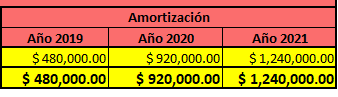 Amortización
Año 2019 Año 2020 Año 2021
$ 480,000.00 $ 920,000.00 $ 1,240,000.00
$ 480,000.00 $ 920,000.00 $ 1,240,000.00